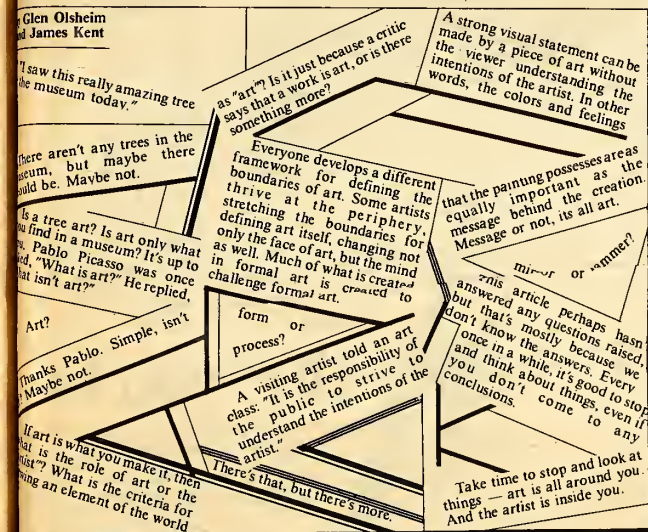 Glen Olsheim
James Kent
"I saw this really amazing tree
the museum today."
There aren't any trees in the
museum, but maybe there
should be. Maybe not.
Is a tree art? Is art only what
you find in a museum? It's up to
you. Pablo Picasso was once
"What is art?" He replied,
isn't art?"
Art?
Thanks Pablo. Simple, isn't
? Maybe not.
If art is what you make it, then
what is the role of art or the
What is the criteria for
an element of the world
as "art"? Is it just because a critic
says that a work is art, or is there
something more?
Everyone develops a different
framework for defining the
boundaries of art. Some artists
thrive at the periphery,
stretching the boundaries for
defining art itself, changing not
only the face of art, but the mind
as well. Much of what is created
in formal art is created to
challenge formal art.
form
or
process?
A visiting artist told an art
class: "It is the responsibility of
the public to strive to
understand the intentions of the
artist."
There's that, but there's more.
A strong visual statement can be
made by a piece of art without
the viewer understanding the
intentions of the artist. In other
words, the colors and feelings
that the painting possesses are as
equally important as the
message behind the creation.
Message or not, its all art.
mirror or hammer?
This article perhaps hasn't
answered any questions raised,
but that's mostly because we
don't know the answers. Every
once in a while, it's good to stop
and think about things, even if
you don't come to any
conclusions.
Take time to stop and look at
things — art is all around you.
And the artist is inside you.